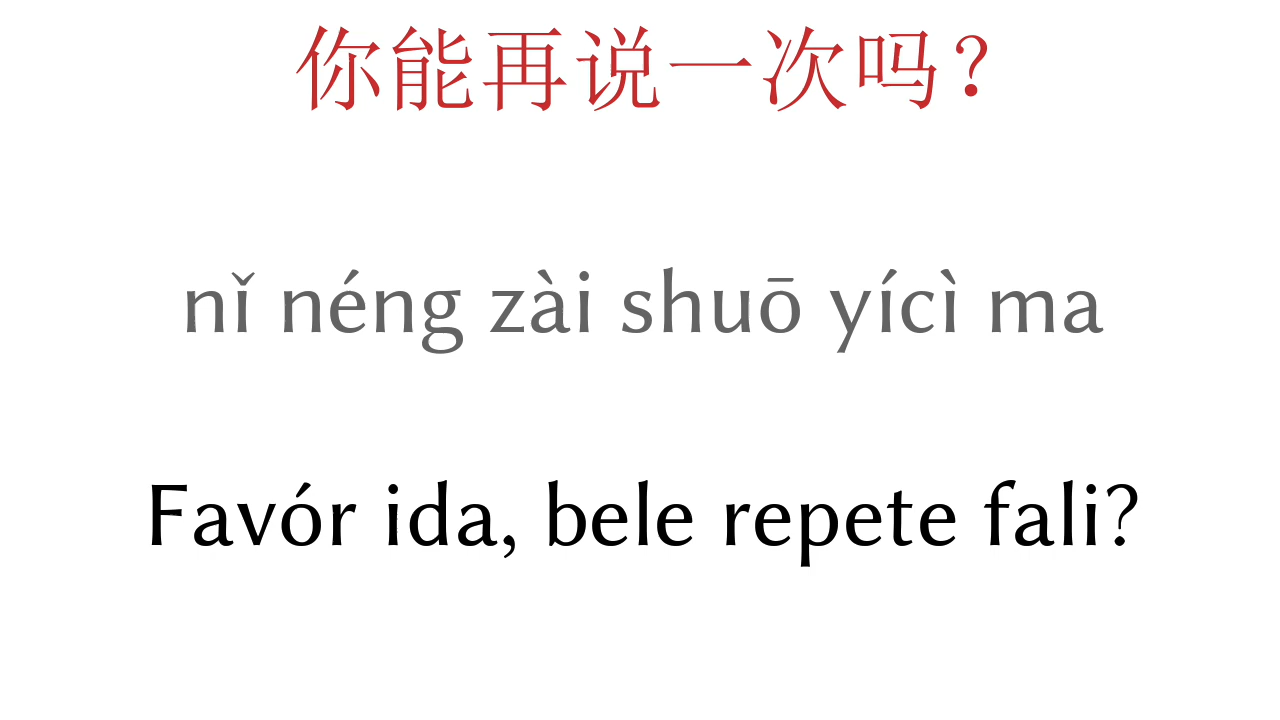 你能再说一次吗？
nǐ néng zài shuō yícì ma
Favór ida, bele repete fali?